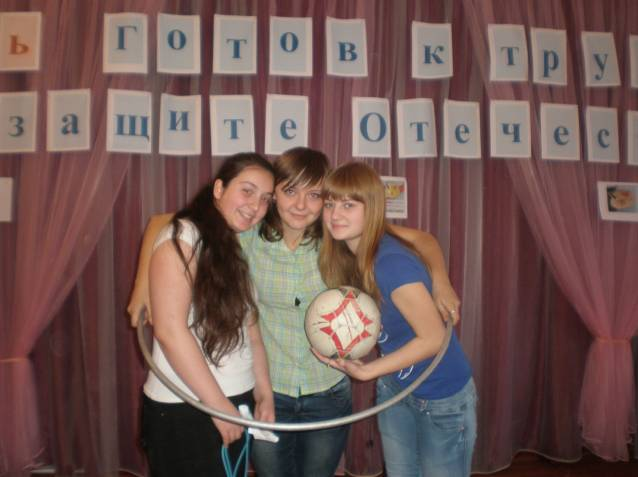 ь Готов к тру
защите Отечес